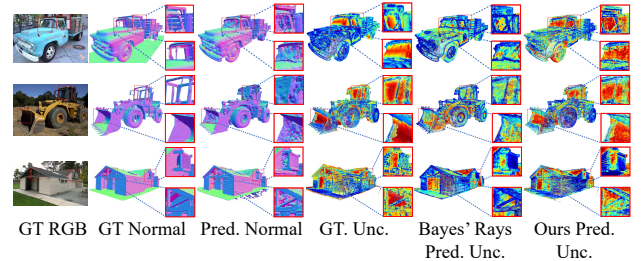 GT RGB GT Normal Pred. Normal GT. Unc. Bayes' Rays Ours Pred.
Pred. Unc. Unc.